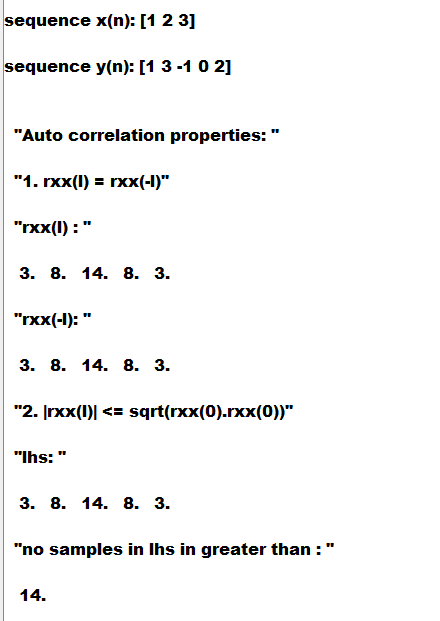 sequence x(n): [1 2 3]
sequence y(n): [1 3 -1 0 2]
"Auto correlation properties: "
"1. rxx(l) = rxx(-l)"
"rxx(l) : "
3. 8. 14. 8. 3.
"rxx(-l): "
3. 8. 14. 8. 3.
"2. |rxx(l)| <= sqrt(rxx(0).rxx(0))"
"lhs: "
3. 8. 14. 8. 3.
"no samples in lhs in greater than : "
14.